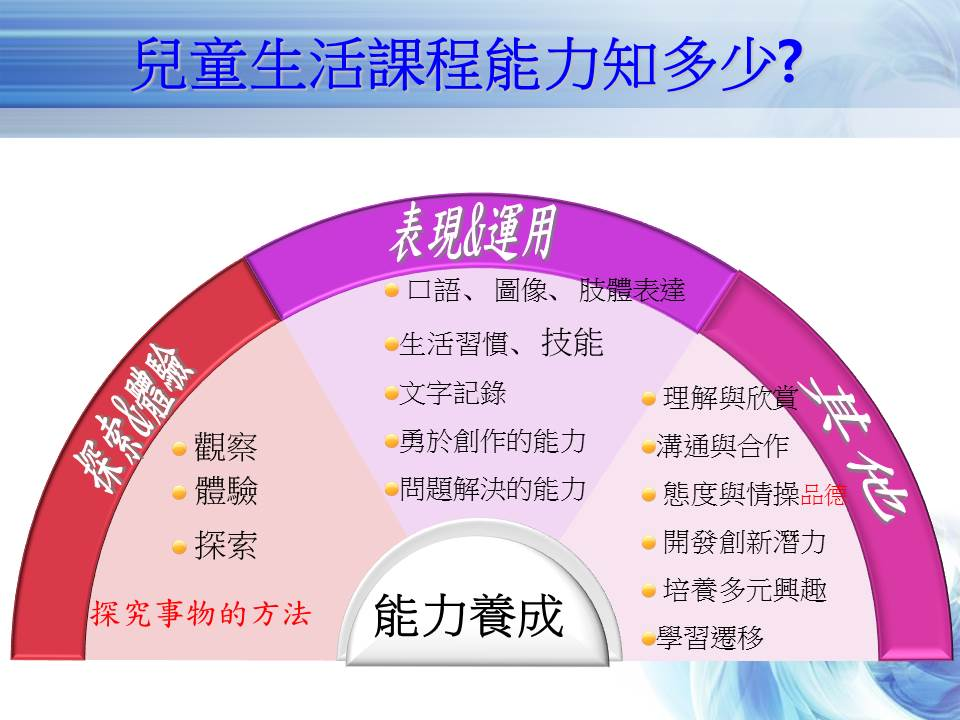 兒童生活課程能力知多少?
表現&運用
口語、圖像、肢體表達
生活習慣、技能
文字記錄
勇於創作的能力
問題解決的能力
探索&體驗
觀察
體驗
探索
探究事物的方法
其他
理解與欣賞
溝通與合作
態度與情操品德
開發創新潛力
培養多元興趣
學習遷移
能力養成